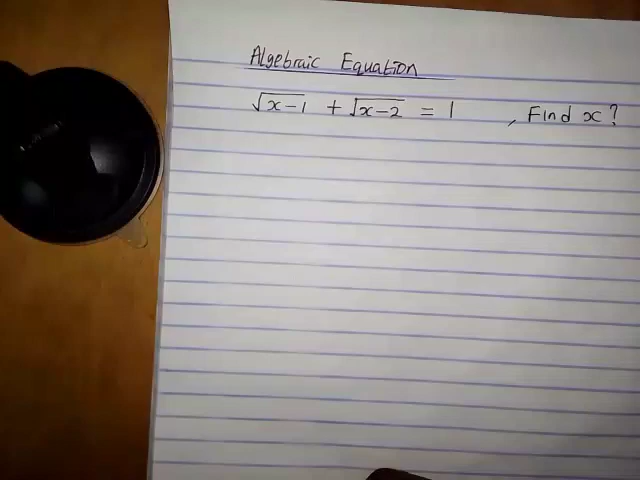 Algebraic Equation
√x-1 + √x-2 = 1 , Find x?